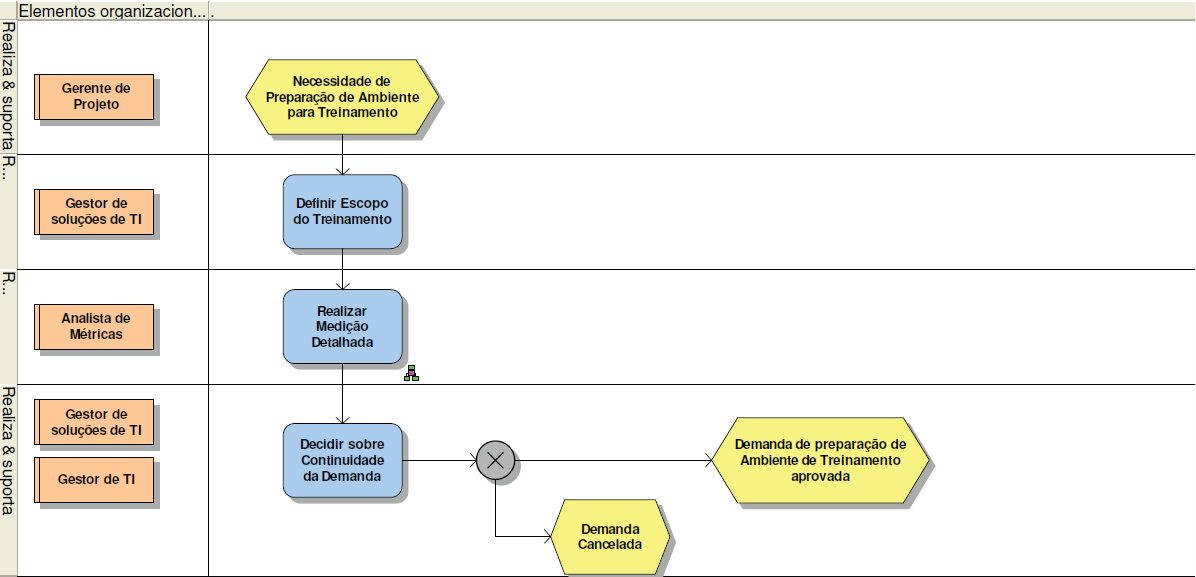 Elementos organizacion... .
Realiza & suporta
Gerente de
Projeto
Necessidade de
Preparação de Ambiente
para Treinamento
R...
Gestor de
soluções de TI
Definir Escopo
do Treinamento
R...
Analista de
Métricas
Realizar
Medição
Detalhada
Realiza & suporta
Gestor de
soluções de TI
Gestor de TI
Decidir sobre
Continuidade
da Demanda
Demanda de preparação de
Ambiente de Treinamento
aprovada
Demanda
Cancelada